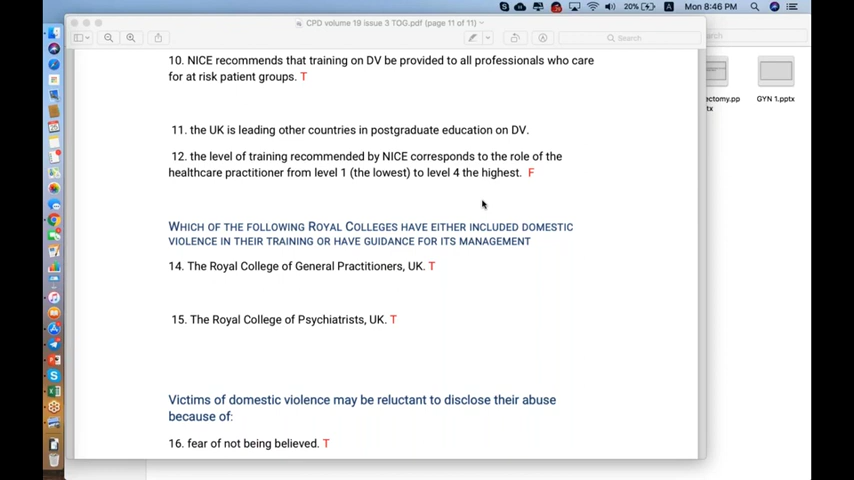 20% Mon 8:46 PM
CPD volume 19 issue 3 TOG.pdf (page 11 of 11)
Search
10. NICE recommends that training on DV be provided to all professionals who care
for at risk patient groups. T
11. the UK is leading other countries in postgraduate education on DV.
12. the level of training recommended by NICE corresponds to the role of the
healthcare practitioner from level 1 (the lowest) to level 4 the highest. F
WHICH OF THE FOLLOWING ROYAL COLLEGES HAVE EITHER INCLUDED DOMESTIC
VIOLENCE IN THEIR TRAINING OR HAVE GUIDANCE FOR ITS MANAGEMENT
14. The Royal College of General Practitioners, UK. T
15. The Royal College of Psychiatrists, UK. T
Victims of domestic violence may be reluctant to disclose their abuse
because of:
16. fear of not being believed. T
ectomy.pp
tx
GYN 1.pptx